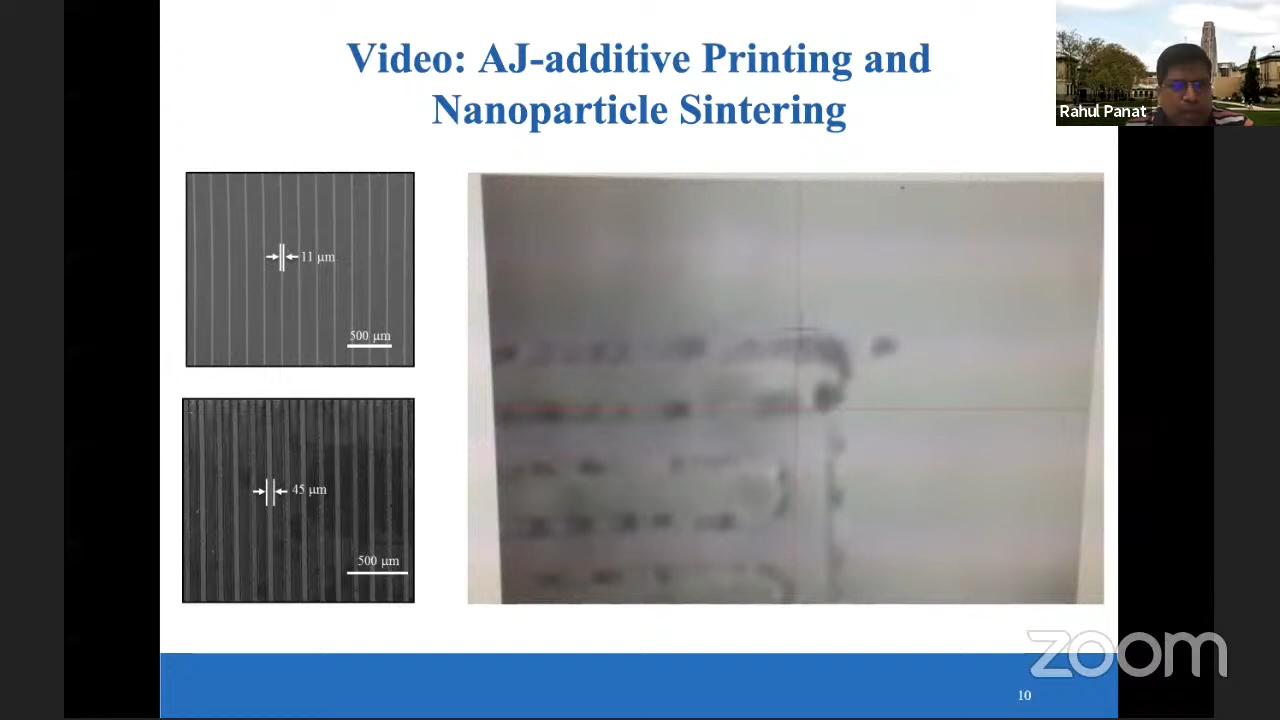 Video: AJ-additive Printing and
Nanoparticle Sintering
Rahul Panat
11 μm
500 μm
45 μm
500 μm
zoom
10